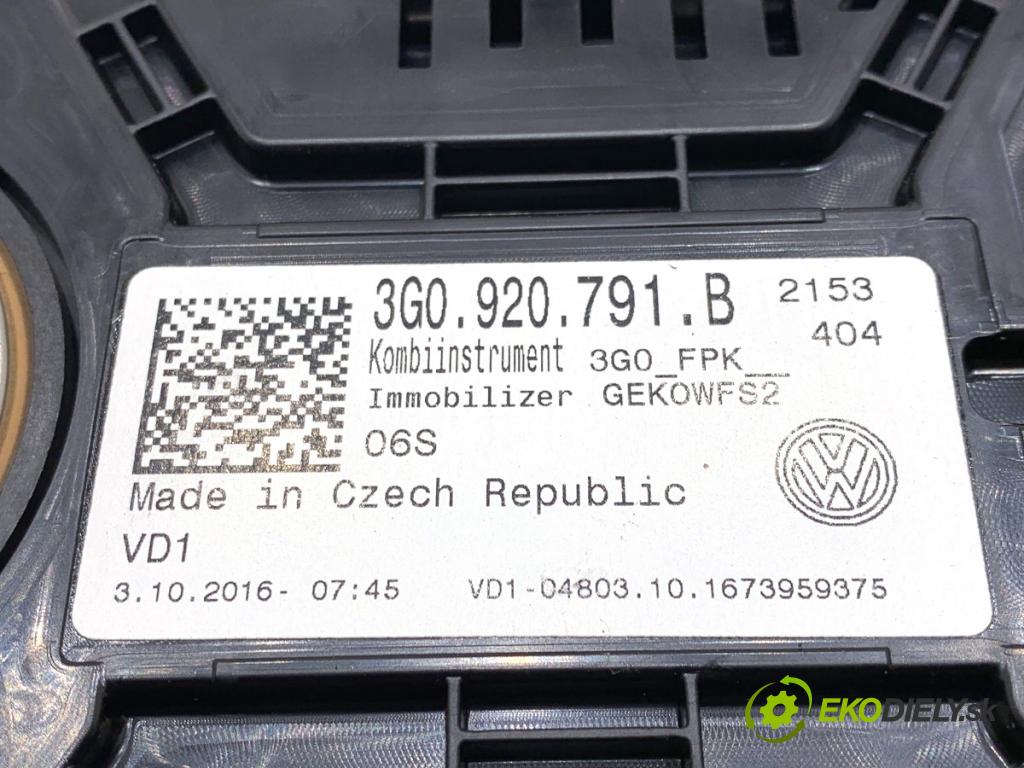 3G0.920.791.B 2153
404
Kombiinstrument 3G0_FPK__
Immobilizer GEKOWFS2
06S
VW
Made in Czech Republic
VD1
3.10.2016- 07:45 VD1-04803.10.1673959375
EKODIELY.sk